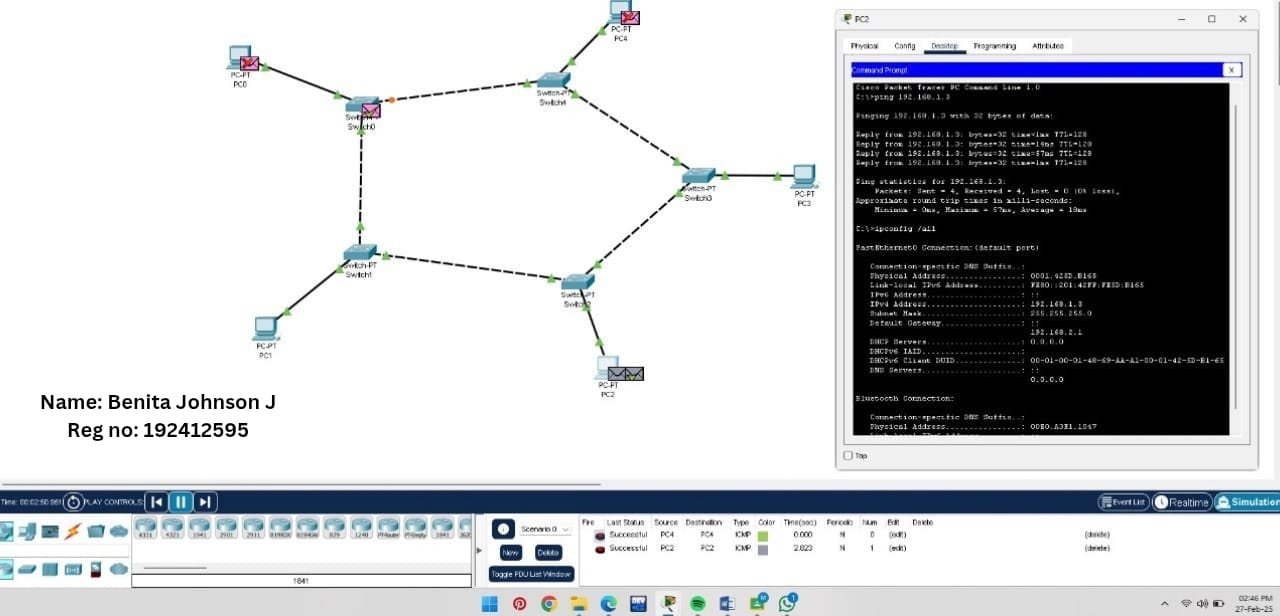 PC2
Physical Config Desktop Programming Attributes
Command Prompt
X
Cisco Packet Tracer PC Command Line 1.0
C:\>ping 192.168.1.3
Pinging 192.168.1.3 with 32 bytes of data:
Reply from 192.168.1.3: bytes=32 time<1ms TTL=128
Reply from 192.168.1.3: bytes=32 time=14ms TTL=128
Reply from 192.168.1.3: bytes=32 time=57ms TTL=128
Reply from 192.168.1.3: bytes=32 time=1ms TTL=128
Ping statistics for 192.168.1.3:
Packets: Sent = 4, Received = 4, Lost = 0 (0% loss),
Approximate round trip times in milli-seconds:
Minimum = 0ms, Maximum = 57ms, Average = 18ms
C:\>ipconfig /all
FastEthernet0 Connection:(default port)
Connection-specific DNS Suffix..:
Physical Address................: 0001.425D.B165
Link-local IPv6 Address.........: FE80::201:42FF:FE5D:B165
IPv6 Address....................: ::
IPv4 Address....................: 192.168.1.3
Subnet Mask.....................: 255.255.255.0
Default Gateway.................: ::
192.168.2.1
DHCP Servers....................: 0.0.0.0
DHCPv6 IAID.....................:
DHCPv6 Client DUID..............: 00-01-00-01-48-69-AA-A1-00-01-42-5D-B1-65
DNS Servers.....................: ::
0.0.0.0
Bluetooth Connection:
Connection-specific DNS Suffix..:
Physical Address................: 00E0.A3B1.1047
Top
PC-PT
PC4
PC-PT
PC0
Switch0
Switch-PT
Switch4
Switch-PT
Switch3
PC-PT
PC3
Switch-PT
Switch1
Switch-PT
PC-PT
PC1
PC-PT
PC2
Name: Benita Johnson J
Reg no: 192412595
Time: 00:02:50.961 PLAY CONTROLS:
Event List Realtime Simulation
4331 4321 1941 2901 2911 819HGW 829 1240 PT-Router PT-Empty 1841
1841
Scenario 0
New Delete
Toggle PDU List Window
Fire Last Status Source Destination Type Color Time(sec) Periodic Num Edit Delete
Successful PC4 PC4 ICMP 0.000 N 0 (edit) (delete)
Successful PC2 PC2 ICMP 2.823 N 1 (edit) (delete)
02:46 PM
27-Feb-25